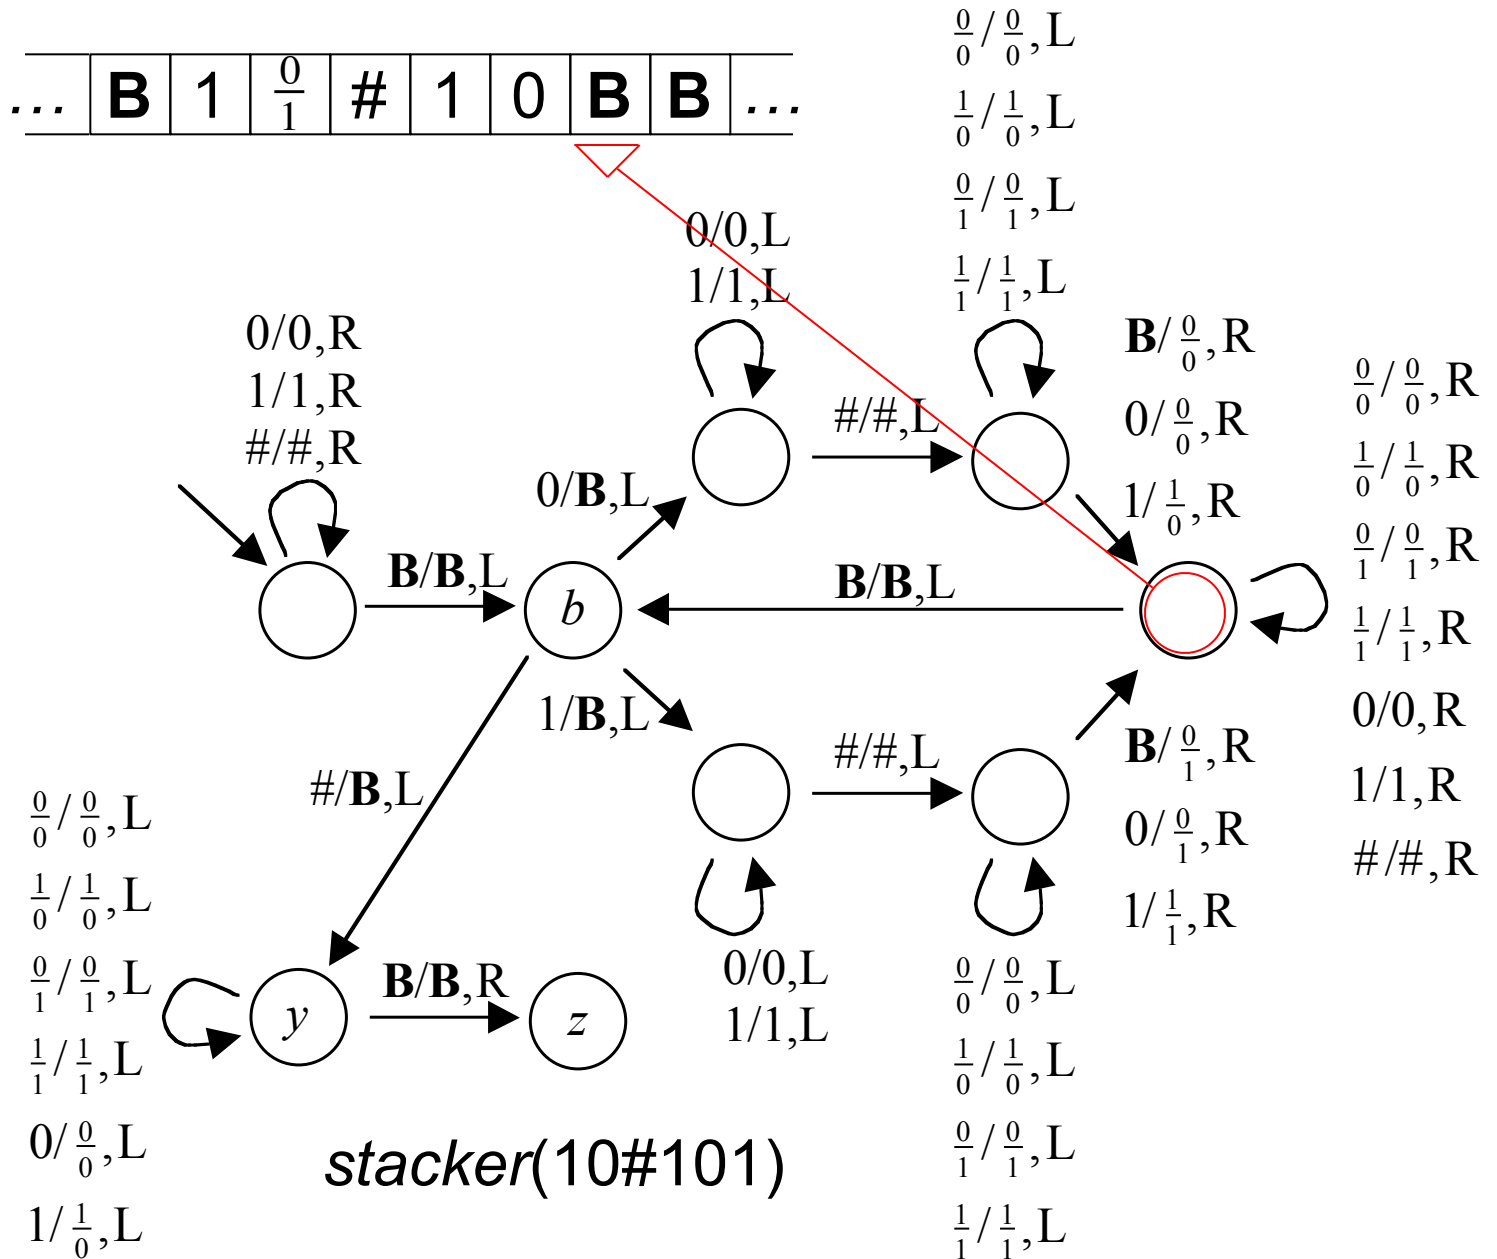 ... B 1 0/1 # 1 0 B B ...
0/0 / 0/0 ,L
1/0 / 1/0 ,L
0/1 / 0/1 ,L
1/1 / 1/1 ,L
0/0,L
1/1,L
0/0,R
1/1,R
#/#,R
B/ 0/0 ,R
0/ 0/0 ,R
1/ 1/0 ,R
#/#,L
0/B,L
B/B,L
b
B/B,L
0/0 / 0/0 ,R
1/0 / 1/0 ,R
0/1 / 0/1 ,R
1/1 / 1/1 ,R
0/0,R
1/1,R
#/#,R
1/B,L
#/#,L
B/ 0/1 ,R
0/ 0/1 ,R
1/ 1/1 ,R
#/B,L
0/0 / 0/0 ,L
1/0 / 1/0 ,L
0/1 / 0/1 ,L
1/1 / 1/1 ,L
0/ 0/0 ,L
1/ 1/0 ,L
y
B/B,R
z
0/0,L
1/1,L
0/0 / 0/0 ,L
1/0 / 1/0 ,L
0/1 / 0/1 ,L
1/1 / 1/1 ,L
stacker(10#101)